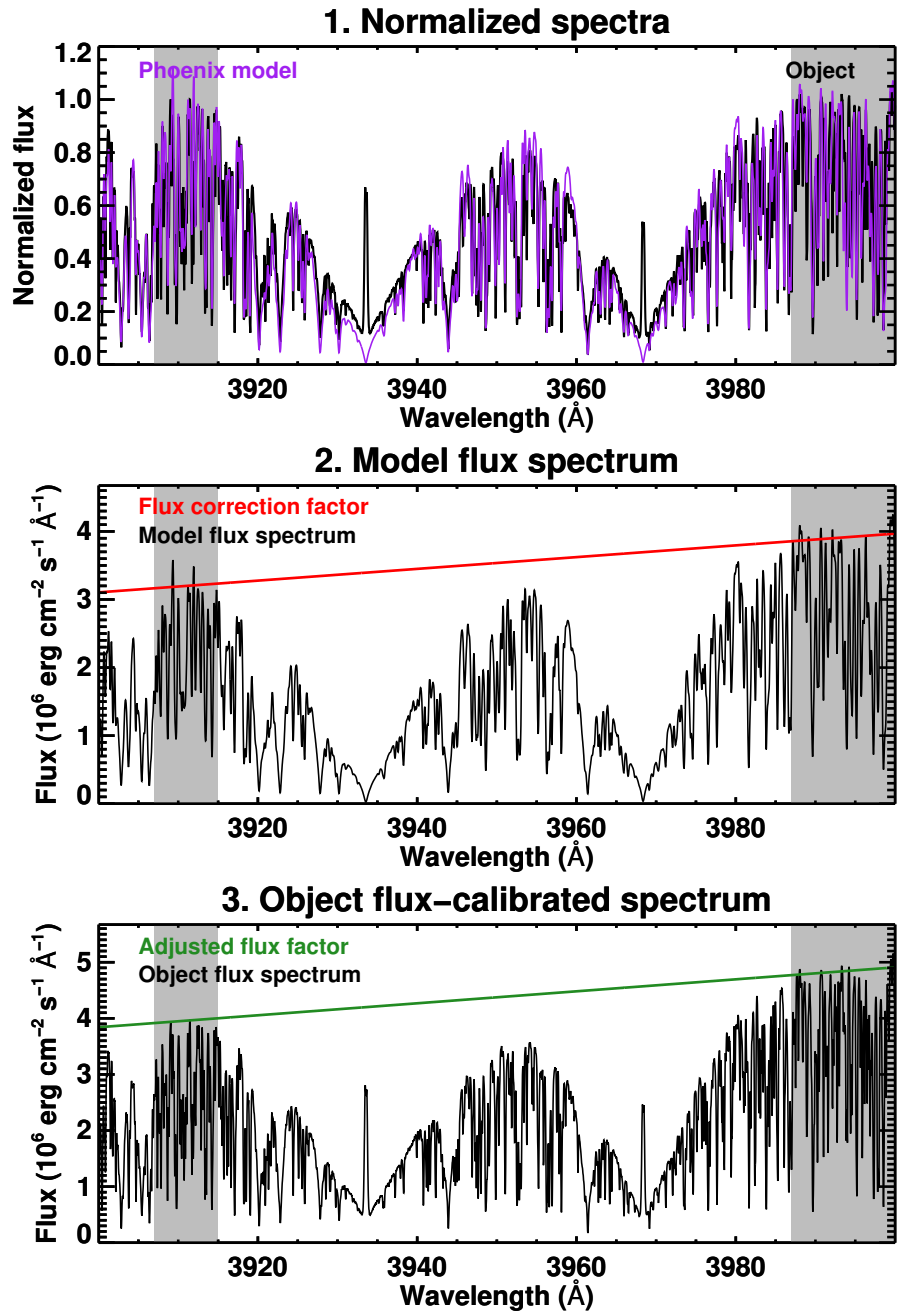 1. Normalized spectra
Phoenix model Object
Normalized flux
1.2
1.0
0.8
0.6
0.4
0.2
0.0
3920 3940 3960 3980
Wavelength (Å)
2. Model flux spectrum
Flux correction factor
Model flux spectrum
Flux (10⁶ erg cm⁻² s⁻¹ Å⁻¹)
4
3
2
1
0
3920 3940 3960 3980
Wavelength (Å)
3. Object flux−calibrated spectrum
Adjusted flux factor
Object flux spectrum
Flux (10⁶ erg cm⁻² s⁻¹ Å⁻¹)
5
4
3
2
1
0
3920 3940 3960 3980
Wavelength (Å)